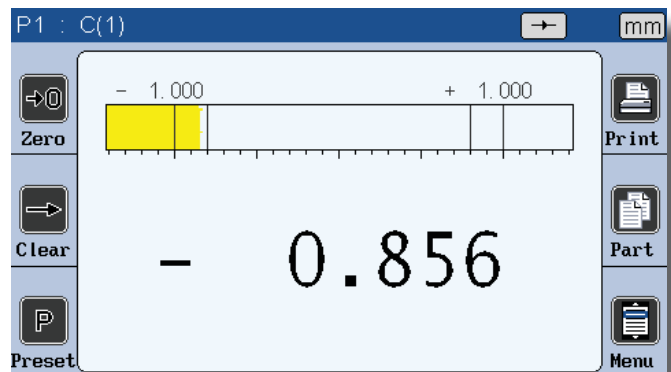 P1 : C(1) mm
- 1.000 + 1.000
Zero Print
- 0.856
Clear Part
P
Preset Menu